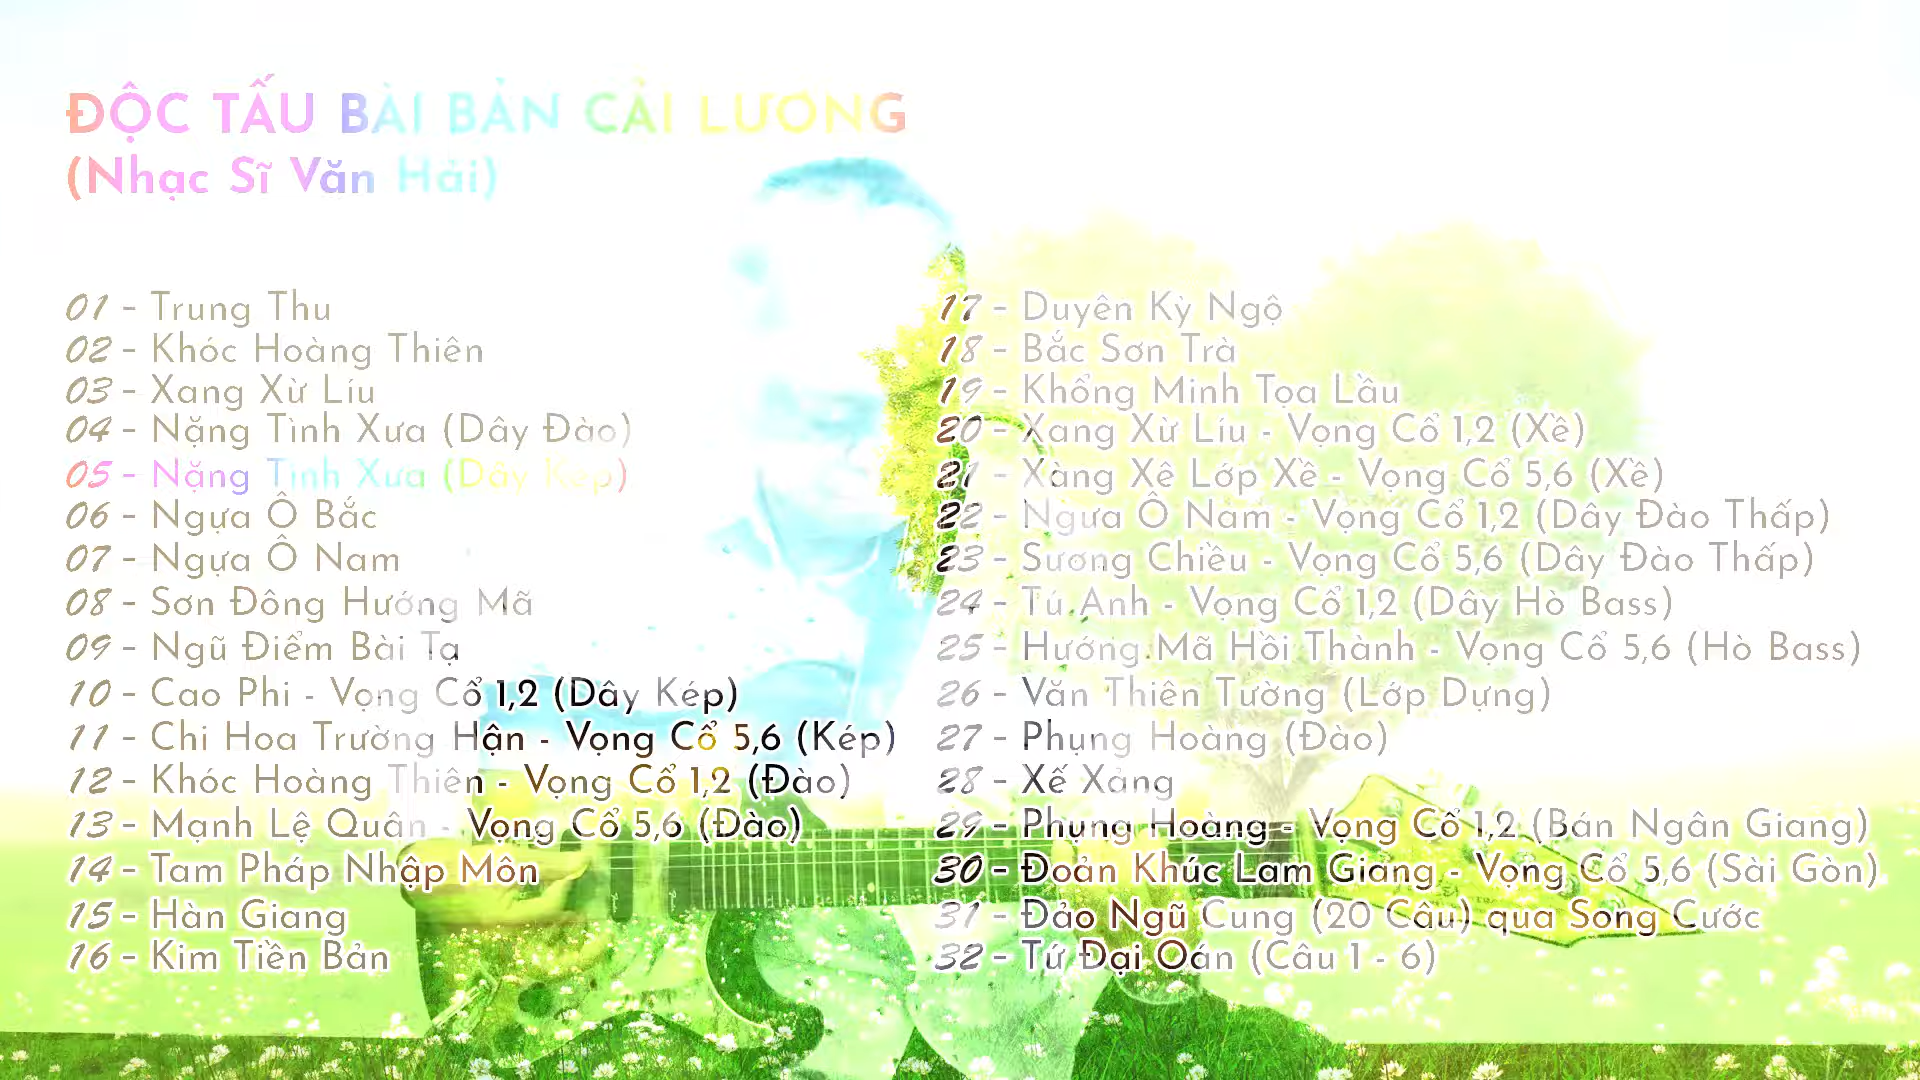 ĐỘC TẤU BÀI BẢN CẢI LƯƠNG
(Nhạc Sĩ Văn Hải)
01 - Trung Thu
02 - Khóc Hoàng Thiên
03 - Xang Xừ Líu
04 - Nặng Tình Xưa (Dây Đào)
05 - Nặng Tình Xưa (Dây Kép)
06 - Ngựa Ô Bắc
07 - Ngựa Ô Nam
08 - Sơn Đông Hướng Mã
09 - Ngũ Điểm Bài Tạ
10 - Cao Phi - Vọng Cổ 1,2 (Dây Kép)
11 - Chi Hoa Trường Hận - Vọng Cổ 5,6 (Kép)
12 - Khóc Hoàng Thiên - Vọng Cổ 1,2 (Đào)
13 - Mạnh Lệ Quân - Vọng Cổ 5,6 (Đào)
14 - Tam Pháp Nhập Môn
15 - Hàn Giang
16 - Kim Tiền Bản
17 - Duyên Kỳ Ngộ
18 - Bắc Sơn Trà
19 - Khổng Minh Tọa Lầu
20 - Xang Xừ Líu - Vọng Cổ 1,2 (Xề)
21 - Xàng Xê Lớp Xề - Vọng Cổ 5,6 (Xề)
22 - Ngựa Ô Nam - Vọng Cổ 1,2 (Dây Đào Thấp)
23 - Sương Chiều - Vọng Cổ 5,6 (Dây Đào Thấp)
24 - Tú Anh - Vọng Cổ 1,2 (Dây Hò Bass)
25 - Hướng Mã Hồi Thành - Vọng Cổ 5,6 (Hò Bass)
26 - Văn Thiên Tường (Lớp Dựng)
27 - Phụng Hoàng (Đào)
28 - Xế Xảng
29 - Phụng Hoàng - Vọng Cổ 1,2 (Bán Ngân Giang)
30 - Đoản Khúc Lam Giang - Vọng Cổ 5,6 (Sài Gòn)
31 - Đảo Ngũ Cung (20 Câu) qua Song Cước
32 - Tứ Đại Oán (Câu 1 - 6)